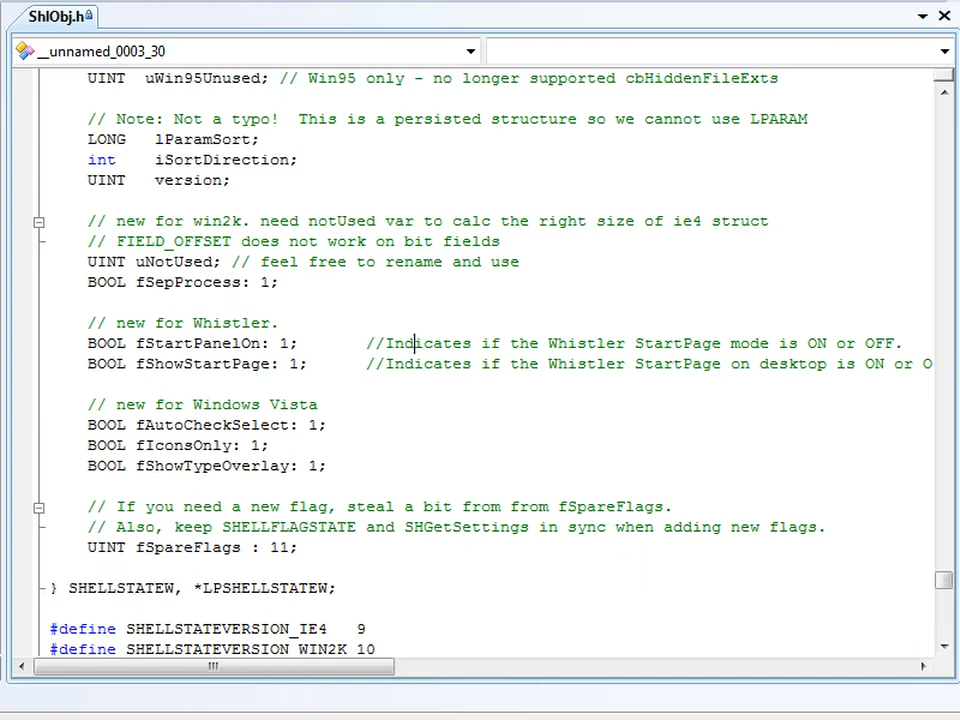 ShlObj.h
__unnamed_0003_30
UINT  uWin95Unused; // Win95 only - no longer supported cbHiddenFileExts
// Note: Not a typo!  This is a persisted structure so we cannot use LPARAM
LONG   lParamSort;
int    iSortDirection;
UINT   version;
// new for win2k. need notUsed var to calc the right size of ie4 struct
// FIELD_OFFSET does not work on bit fields
UINT uNotUsed; // feel free to rename and use
BOOL fSepProcess: 1;
// new for Whistler.
BOOL fStartPanelOn: 1;       //Indicates if the Whistler StartPage mode is ON or OFF.
BOOL fShowStartPage: 1;      //Indicates if the Whistler StartPage on desktop is ON or O
// new for Windows Vista
BOOL fAutoCheckSelect: 1;
BOOL fIconsOnly: 1;
BOOL fShowTypeOverlay: 1;
// If you need a new flag, steal a bit from from fSpareFlags.
// Also, keep SHELLFLAGSTATE and SHGetSettings in sync when adding new flags.
UINT fSpareFlags : 11;
} SHELLSTATEW, *LPSHELLSTATEW;
#define SHELLSTATEVERSION_IE4   9
#define SHELLSTATEVERSION_WIN2K 10